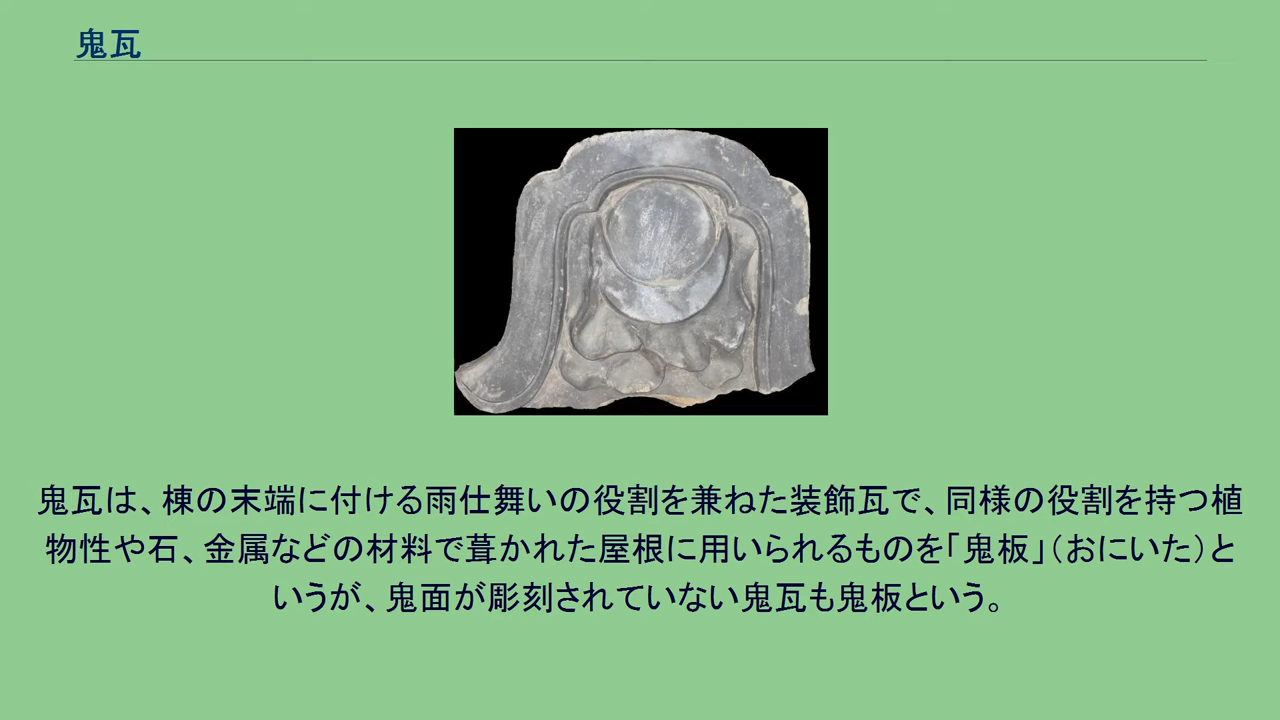 鬼瓦
鬼瓦は、棟の末端に付ける雨仕舞いの役割を兼ねた装飾瓦で、同様の役割を持つ植
物性や石、金属などの材料で葺かれた屋根に用いられるものを「鬼板」（おにいた）と
いうが、鬼面が彫刻されていない鬼瓦も鬼板という。